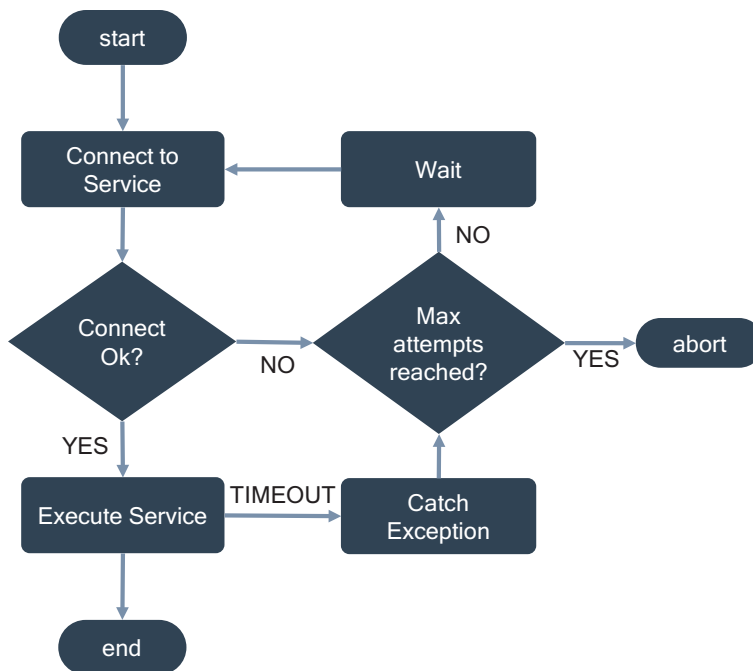 start
Connect to
Service
Wait
NO
Connect
Ok?
NO
Max
attempts
reached?
YES
abort
YES
Execute Service
TIMEOUT
Catch
Exception
end